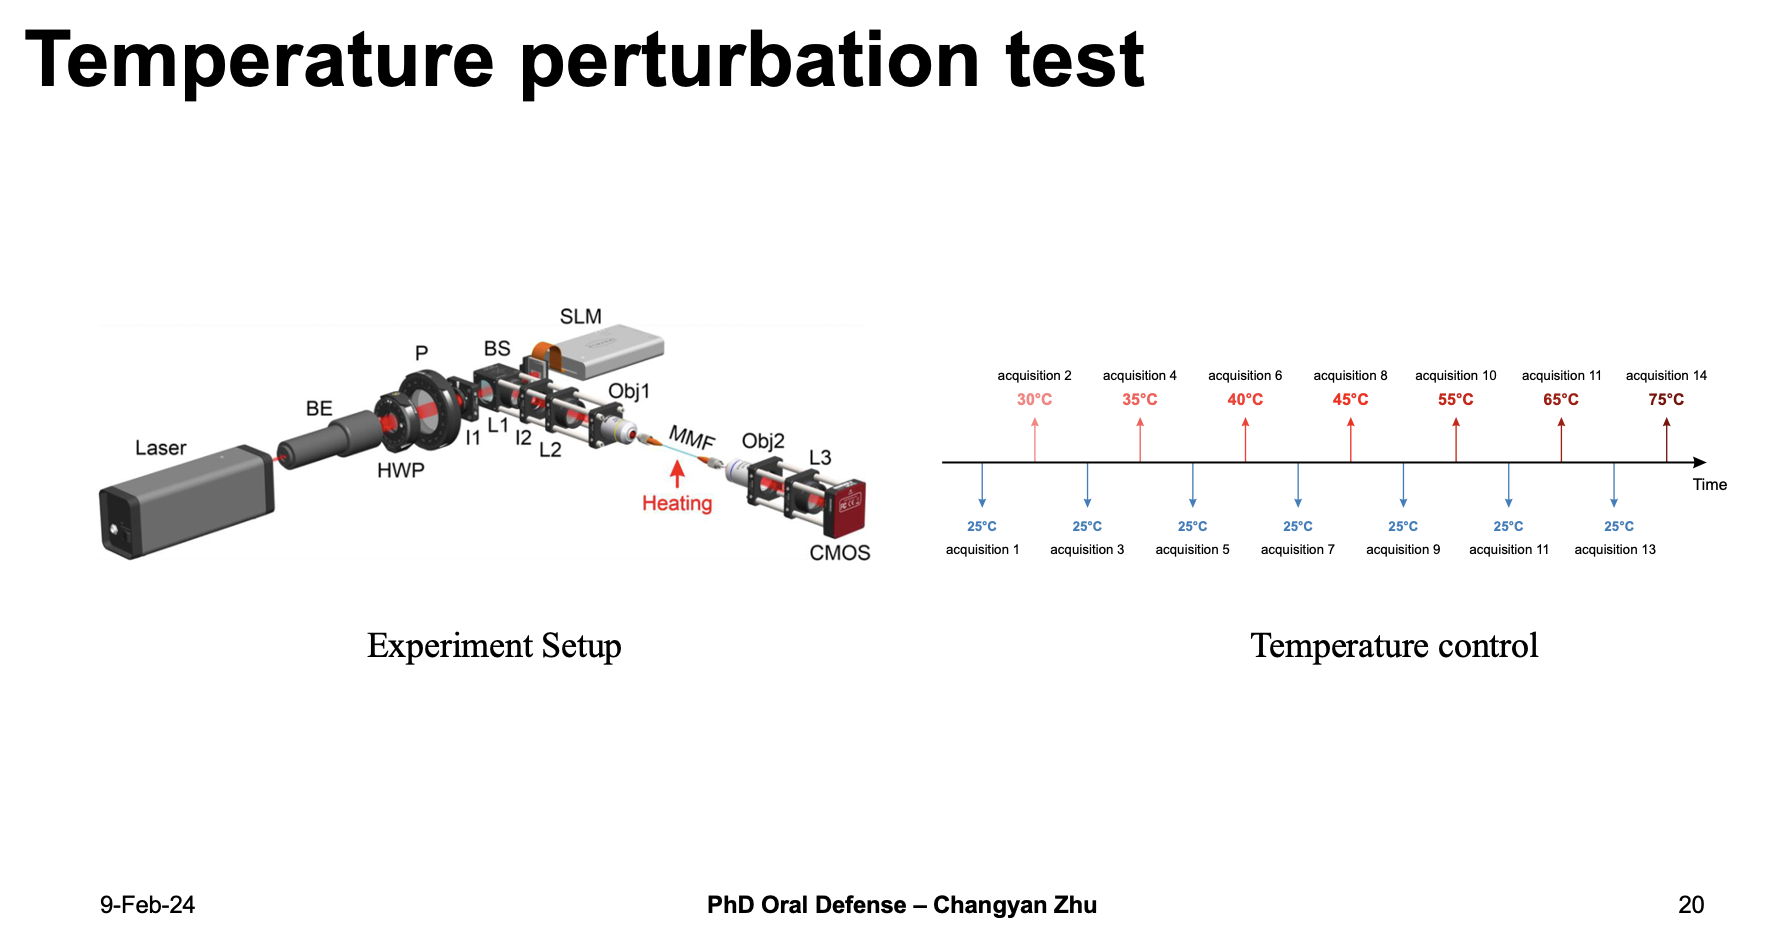 Temperature perturbation test
SLM
BS
P
Obj1
BE
I1
L1
I2
L2
MMF
Obj2
Laser
HWP
L3
Heating
CMOS
Experiment Setup
acquisition 2 acquisition 4 acquisition 6 acquisition 8 acquisition 10 acquisition 11 acquisition 14
30°C 35°C 40°C 45°C 55°C 65°C 75°C
Time
25°C 25°C 25°C 25°C 25°C 25°C 25°C
acquisition 1 acquisition 3 acquisition 5 acquisition 7 acquisition 9 acquisition 11 acquisition 13
Temperature control
9-Feb-24
PhD Oral Defense – Changyan Zhu
20